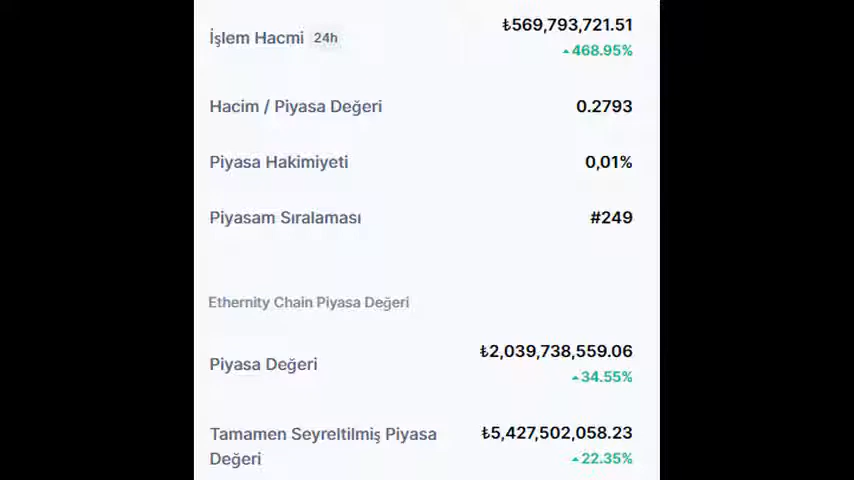 İşlem Hacmi 24h ₺569,793,721.51
468.95%
Hacim / Piyasa Değeri 0.2793
Piyasa Hakimiyeti 0,01%
Piyasam Sıralaması #249
Ethernity Chain Piyasa Değeri
Piyasa Değeri ₺2,039,738,559.06
34.55%
Tamamen Seyreltilmiş Piyasa ₺5,427,502,058.23
Değeri 22.35%